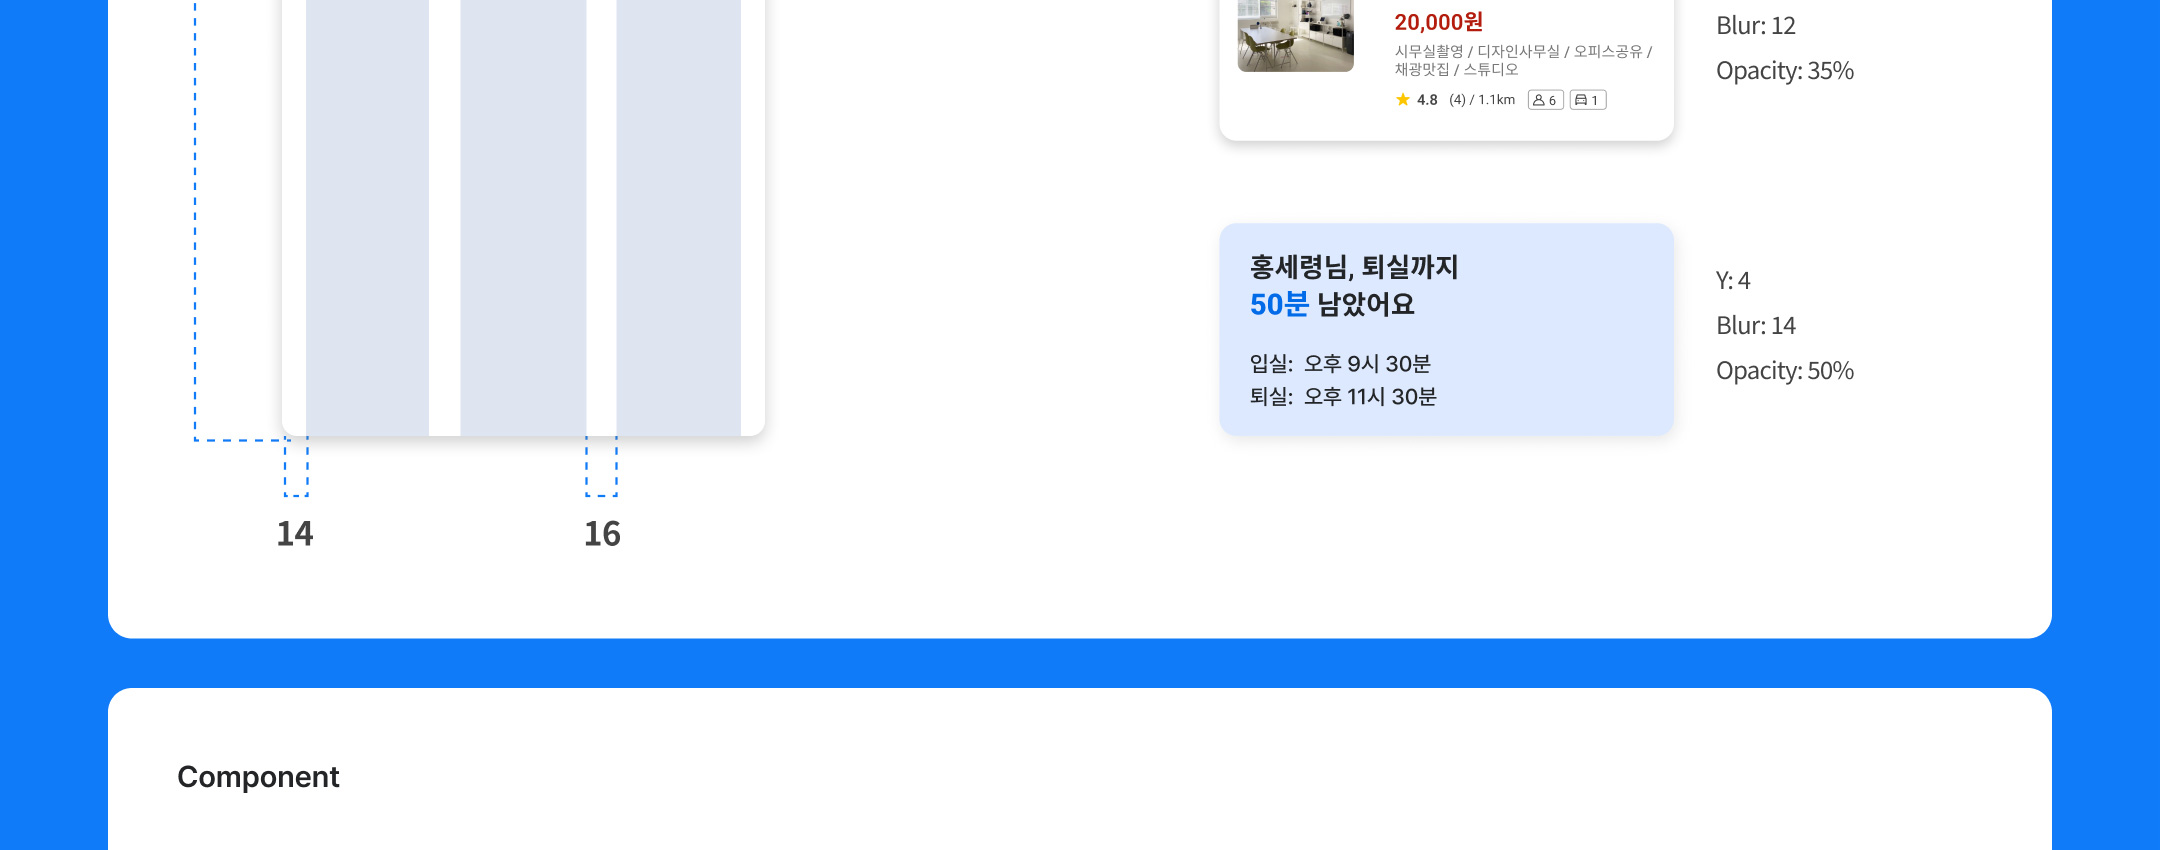 20,000원
시무실촬영 / 디자인사무실 / 오피스공유 /
채광맛집 / 스튜디오
4.8 (4) / 1.1km 6 1
Blur: 12
Opacity: 35%
홍세령님, 퇴실까지
50분 남았어요
입실: 오후 9시 30분
퇴실: 오후 11시 30분
Y: 4
Blur: 14
Opacity: 50%
14
16
Component